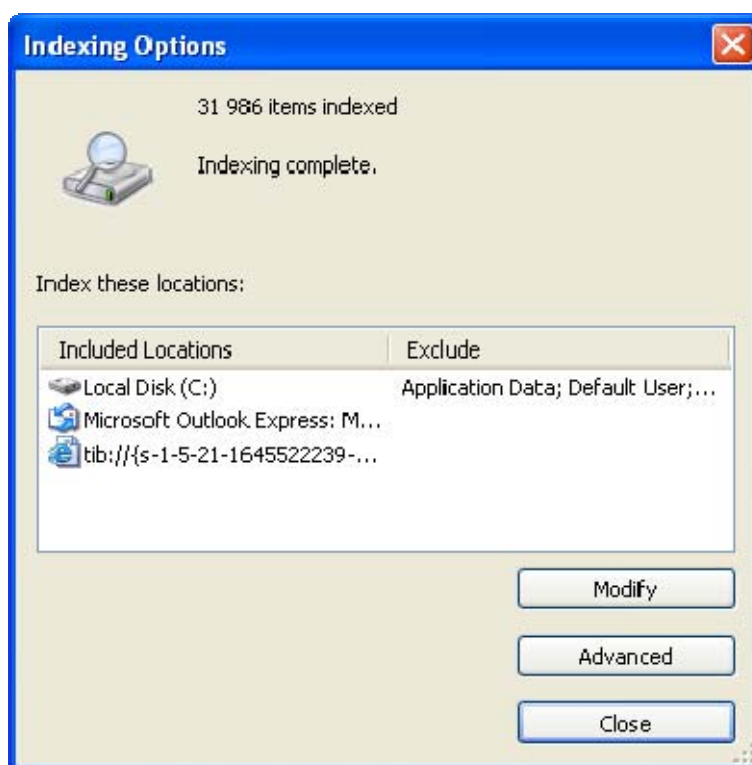 Indexing Options
31 986 items indexed
Indexing complete.
Index these locations:
Included Locations Exclude
Local Disk (C:) Application Data; Default User;...
Microsoft Outlook Express: M...
tib://{s-1-5-21-1645522239-...
Modify
Advanced
Close